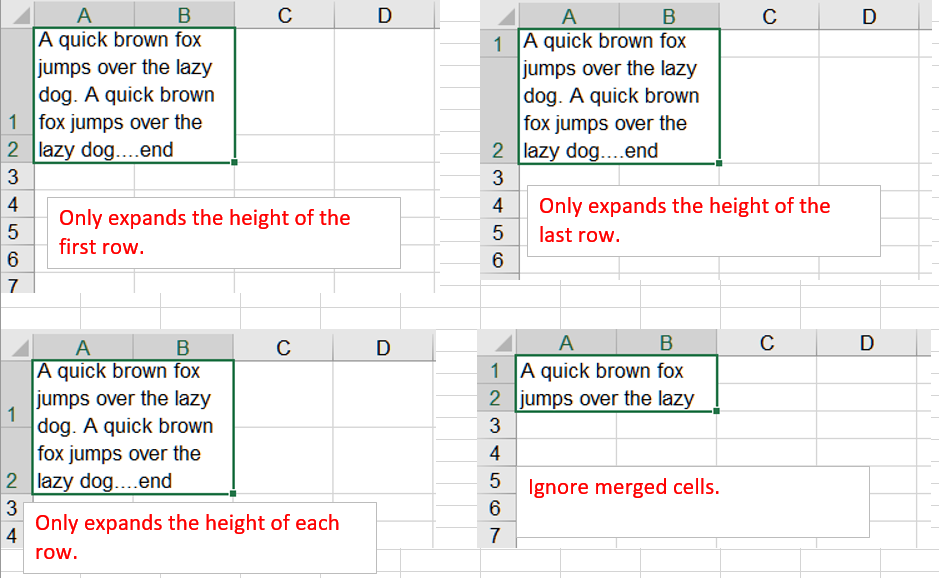 A B C D
A quick brown fox
jumps over the lazy
dog. A quick brown
1 fox jumps over the
2 lazy dog....end
3
4
5
6
7
Only expands the height of the
first row.
A B C D
1 A quick brown fox
jumps over the lazy
dog. A quick brown
fox jumps over the
2 lazy dog....end
3
4
5
6
Only expands the height of the
last row.
A B C D
A quick brown fox
jumps over the lazy
1 dog. A quick brown
fox jumps over the
2 lazy dog....end
3
4
Only expands the height of each
row.
A B C D
1 A quick brown fox
2 jumps over the lazy
3
4
5
6
7
Ignore merged cells.